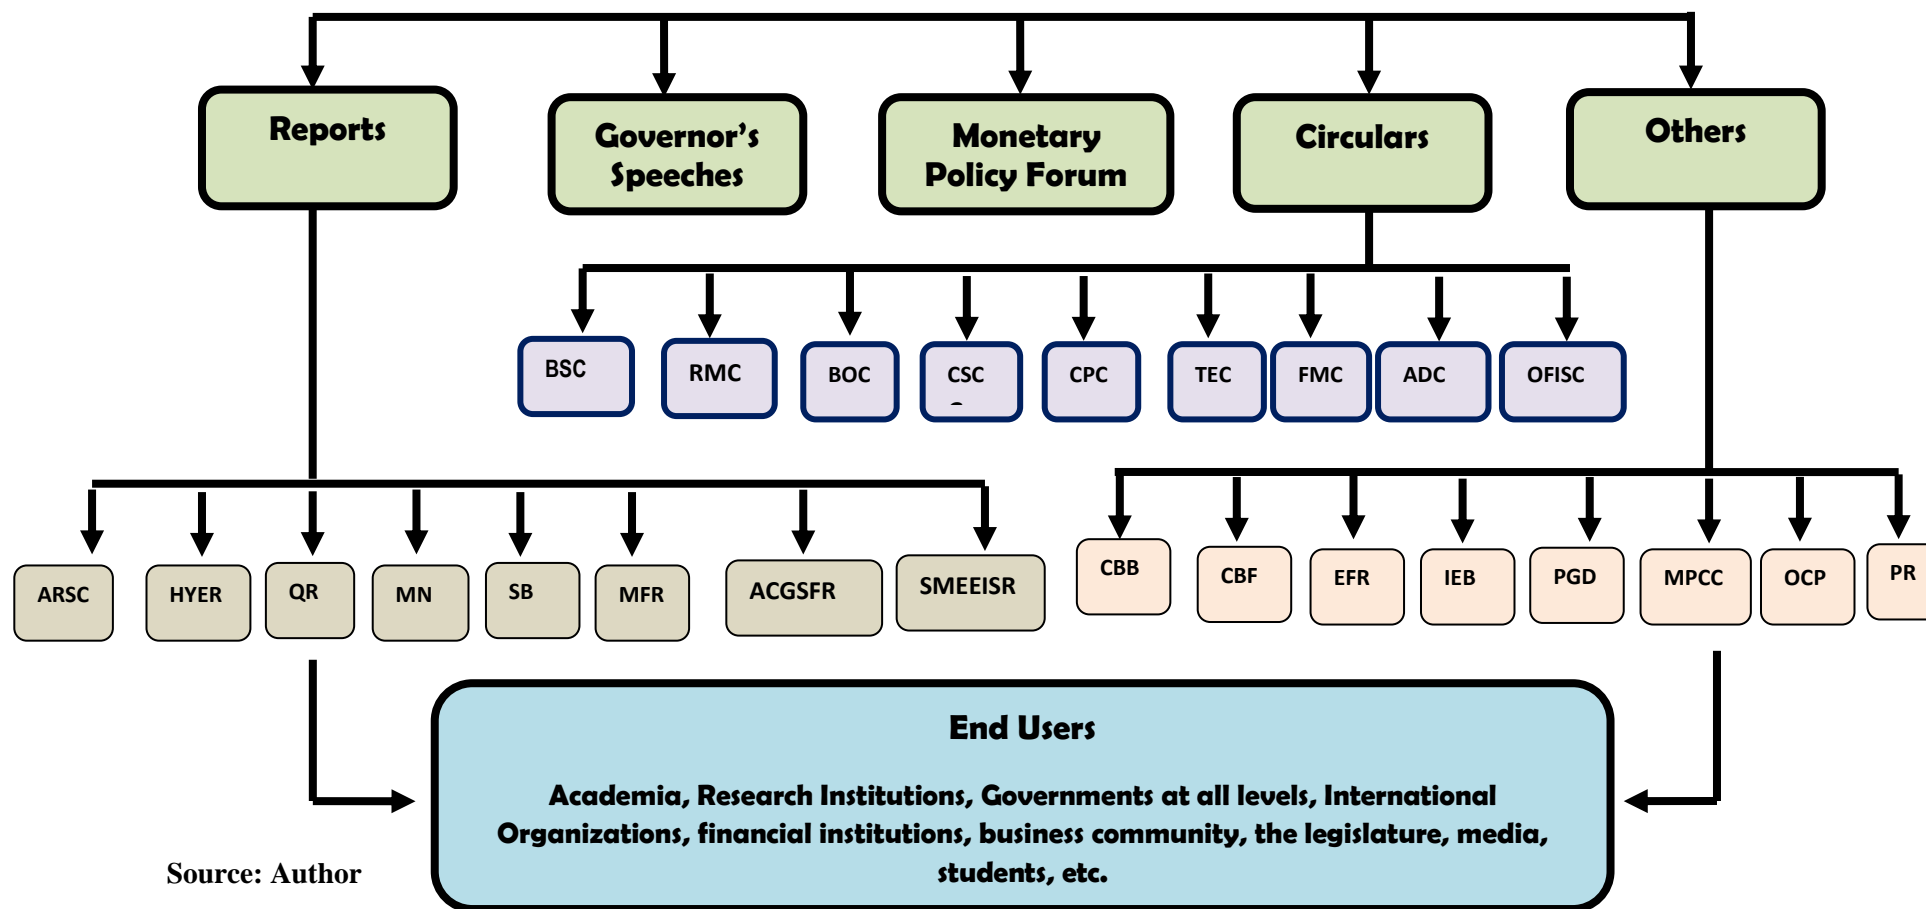 Reports
Governor’s
Speeches
Monetary
Policy Forum
Circulars
Others
BSC
RMC
BOC
CSC
CPC
TEC
FMC
ADC
OFISC
ARSC
HYER
QR
MN
SB
MFR
ACGSFR
SMEEISR
CBB
CBF
EFR
IEB
PGD
MPCC
OCP
PR
End Users
Academia, Research Institutions, Governments at all levels, International
Organizations, financial institutions, business community, the legislature, media,
students, etc.
Source: Author